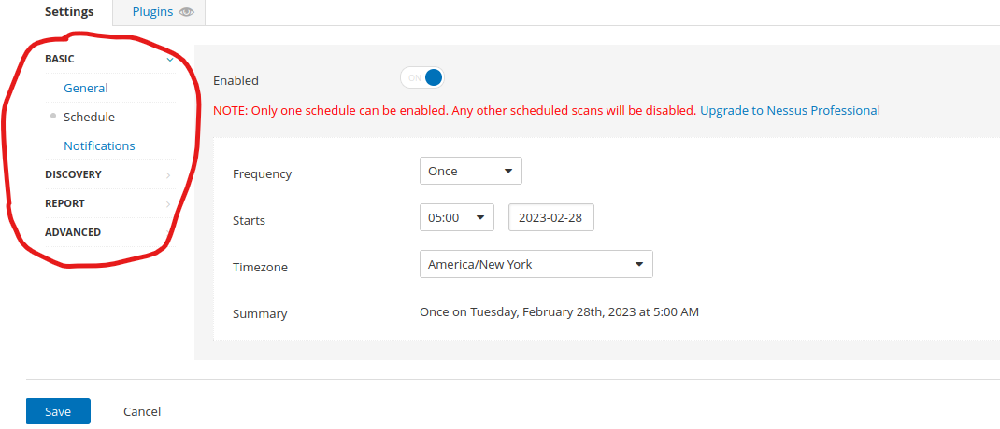 Settings Plugins
BASIC
General
Schedule
Notifications
DISCOVERY
REPORT
ADVANCED
Enabled ON
NOTE: Only one schedule can be enabled. Any other scheduled scans will be disabled. Upgrade to Nessus Professional
Frequency Once
Starts 05:00 2023-02-28
Timezone America/New York
Summary Once on Tuesday, February 28th, 2023 at 5:00 AM
Save Cancel